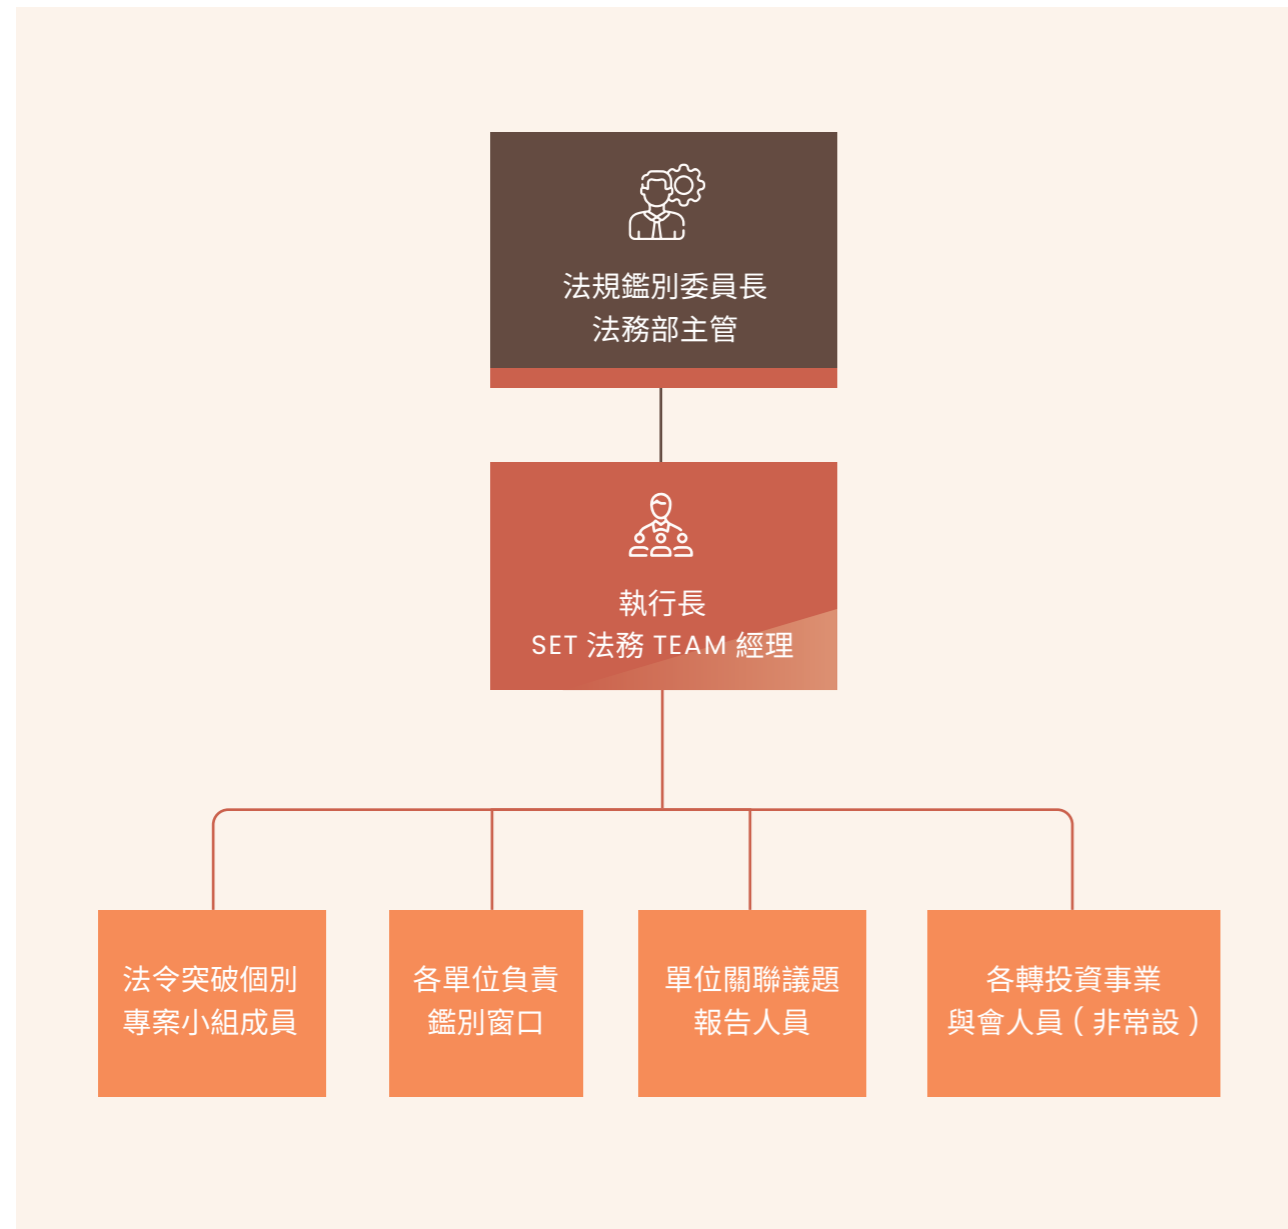 法規鑑別委員長
法務部主管
執行長
SET 法務 TEAM 經理
法令突破個別
專案小組成員
各單位負責
鑑別窗口
單位關聯議題
報告人員
各轉投資事業
與會人員（非常設）